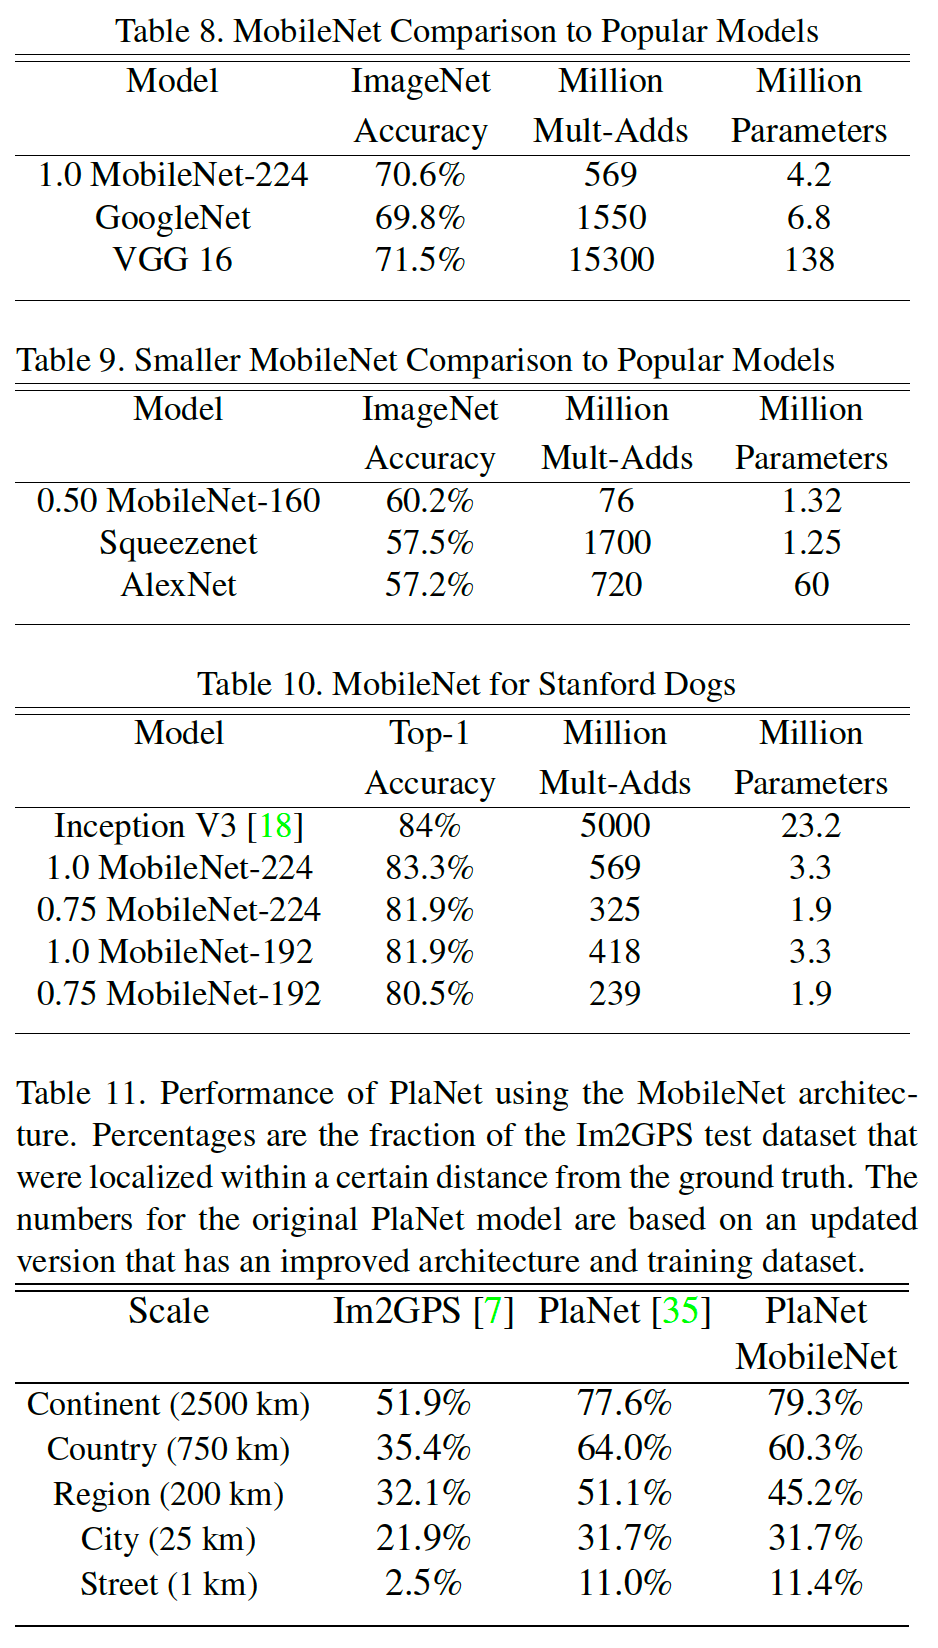 Table 8. MobileNet Comparison to Popular Models
Model ImageNet Million Million
Accuracy Mult-Adds Parameters
1.0 MobileNet-224 70.6% 569 4.2
GoogleNet 69.8% 1550 6.8
VGG 16 71.5% 15300 138
Table 9. Smaller MobileNet Comparison to Popular Models
Model ImageNet Million Million
Accuracy Mult-Adds Parameters
0.50 MobileNet-160 60.2% 76 1.32
Squeezenet 57.5% 1700 1.25
AlexNet 57.2% 720 60
Table 10. MobileNet for Stanford Dogs
Model Top-1 Million Million
Accuracy Mult-Adds Parameters
Inception V3 [18] 84% 5000 23.2
1.0 MobileNet-224 83.3% 569 3.3
0.75 MobileNet-224 81.9% 325 1.9
1.0 MobileNet-192 81.9% 418 3.3
0.75 MobileNet-192 80.5% 239 1.9
Table 11. Performance of PlaNet using the MobileNet architec-
ture. Percentages are the fraction of the Im2GPS test dataset that
were localized within a certain distance from the ground truth. The
numbers for the original PlaNet model are based on an updated
version that has an improved architecture and training dataset.
Scale Im2GPS [7] PlaNet [35] PlaNet
MobileNet
Continent (2500 km) 51.9% 77.6% 79.3%
Country (750 km) 35.4% 64.0% 60.3%
Region (200 km) 32.1% 51.1% 45.2%
City (25 km) 21.9% 31.7% 31.7%
Street (1 km) 2.5% 11.0% 11.4%